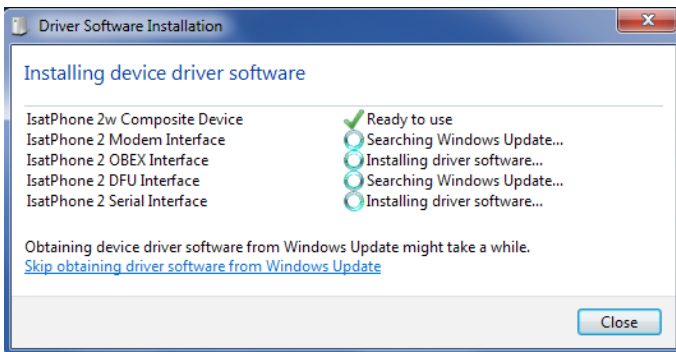 Driver Software Installation
Installing device driver software
IsatPhone 2w Composite Device Ready to use
IsatPhone 2 Modem Interface Searching Windows Update...
IsatPhone 2 OBEX Interface Installing driver software...
IsatPhone 2 DFU Interface Searching Windows Update...
IsatPhone 2 Serial Interface Installing driver software...
Obtaining device driver software from Windows Update might take a while.
Skip obtaining driver software from Windows Update
Close